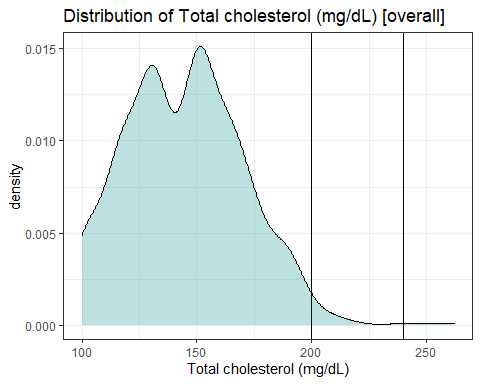 Distribution of Total cholesterol (mg/dL) [overall]
0.015
0.010
0.005
0.000
density
100 150 200 250
Total cholesterol (mg/dL)